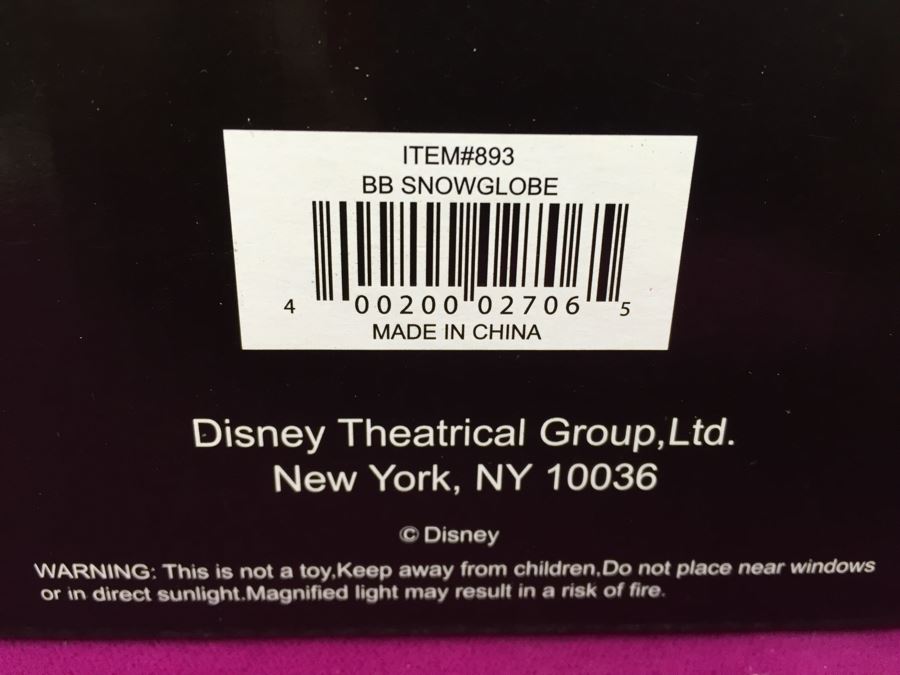 ITEM#893
BB SNOWGLOBE
4 00200 02706 5
MADE IN CHINA
Disney Theatrical Group,Ltd.
New York, NY 10036
© Disney
WARNING: This is not a toy,Keep away from children,Do not place near windows
or in direct sunlight.Magnified light may result in a risk of fire.